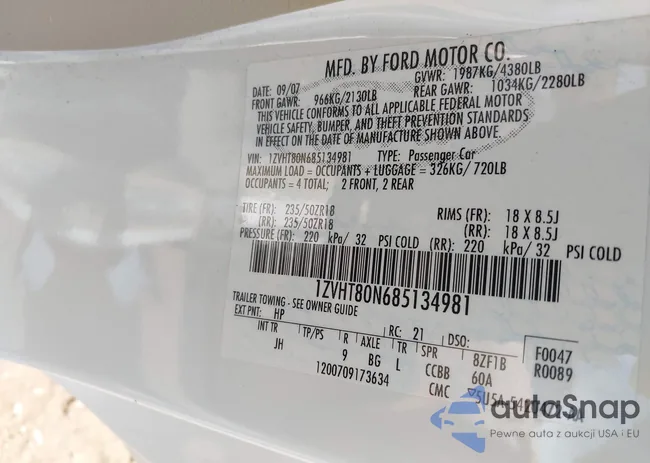 MFD. BY FORD MOTOR CO.
DATE: 09/07 GVWR: 1987KG/4380LB
FRONT GAWR: 966KG/2130LB REAR GAWR: 1034KG/2280LB
THIS VEHICLE CONFORMS TO ALL APPLICABLE FEDERAL MOTOR
VEHICLE SAFETY, BUMPER, AND THEFT PREVENTION STANDARDS
IN EFFECT ON THE DATE OF MANUFACTURE SHOWN ABOVE.
VIN: 1ZVHT80N685134981 TYPE: Passenger Car
MAXIMUM LOAD = OCCUPANTS + LUGGAGE = 326KG/720LB
OCCUPANTS = 4 TOTAL; 2 FRONT, 2 REAR
TIRE (FR): 235/50ZR18 RIMS (FR): 18 X 8.5J
(RR): 235/50ZR18 (RR): 18 X 8.5J
PRESSURE (FR): 220 kPa/ 32 PSI COLD (RR): 220 kPa/ 32 PSI COLD
1ZVHT80N685134981
TRAILER TOWING - SEE OWNER GUIDE
EXT PNT: HP RC: 21 DSO:
INT TR TP/PS R AXLE TR SPR 8ZF1B F0047
JH 9 BG L CCBB 60A R0089
1200709173634 CMC
autoSnap
Pewne auta z aukcji USA i EU